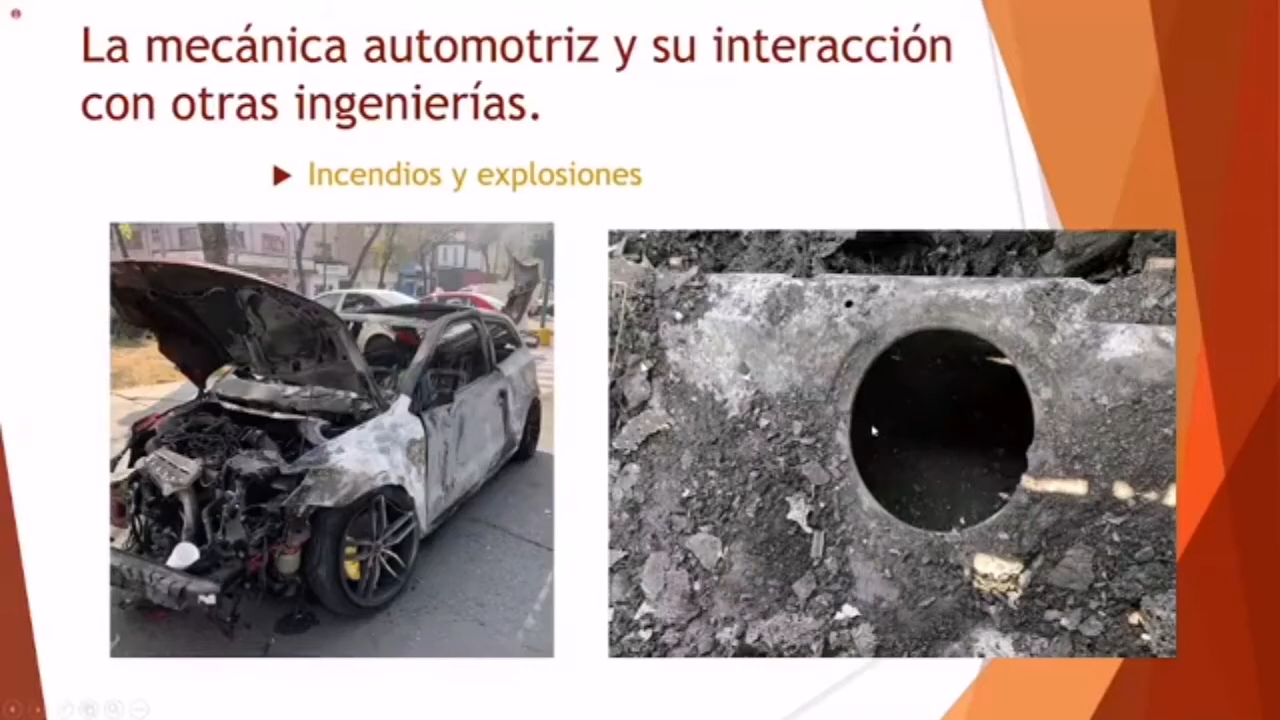 La mecánica automotriz y su interacción
con otras ingenierías.
Incendios y explosiones